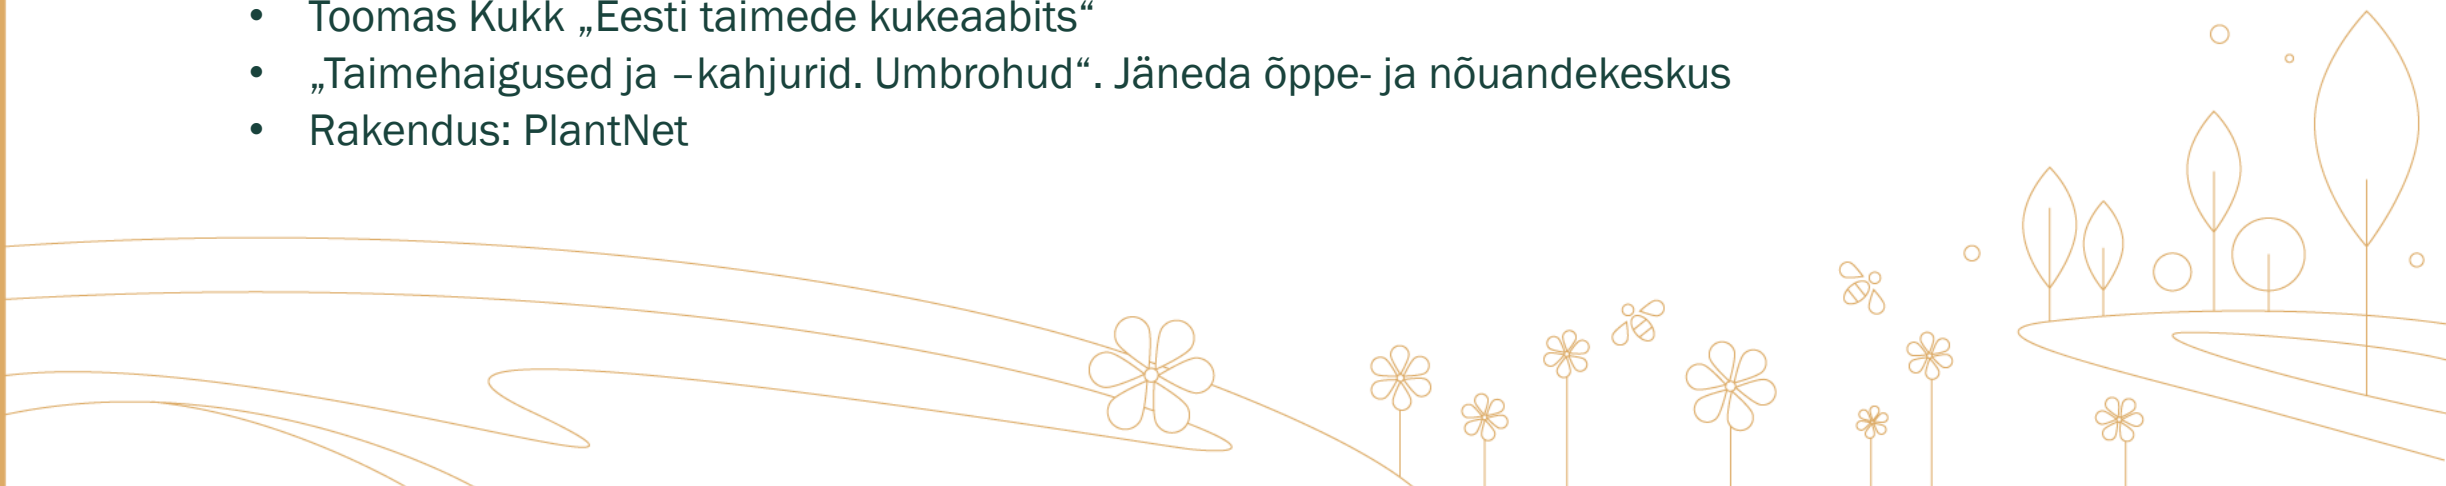 • Toomas Kukk „Eesti taimede kukeaabits“
• „Taimehaigused ja –kahjurid. Umbrohud“. Jäneda õppe- ja nõuandekeskus
• Rakendus: PlantNet